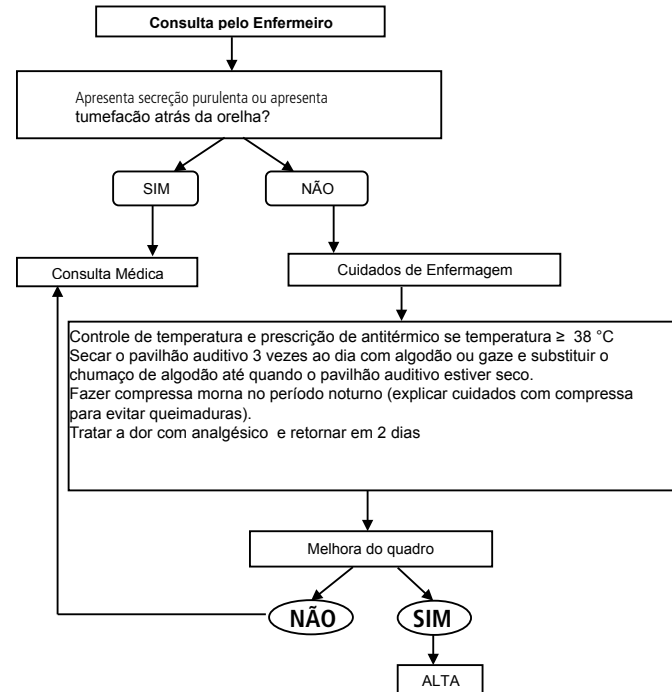 Consulta pelo Enfermeiro
Apresenta secreção purulenta ou apresenta
tumefacão atrás da orelha?
SIM
NÃO
Consulta Médica
Cuidados de Enfermagem
Controle de temperatura e prescrição de antitérmico se temperatura ≥ 38 °C
Secar o pavilhão auditivo 3 vezes ao dia com algodão ou gaze e substituir o
chumaço de algodão até quando o pavilhão auditivo estiver seco.
Fazer compressa morna no período noturno (explicar cuidados com compressa
para evitar queimaduras).
Tratar a dor com analgésico e retornar em 2 dias
Melhora do quadro
NÃO
SIM
ALTA